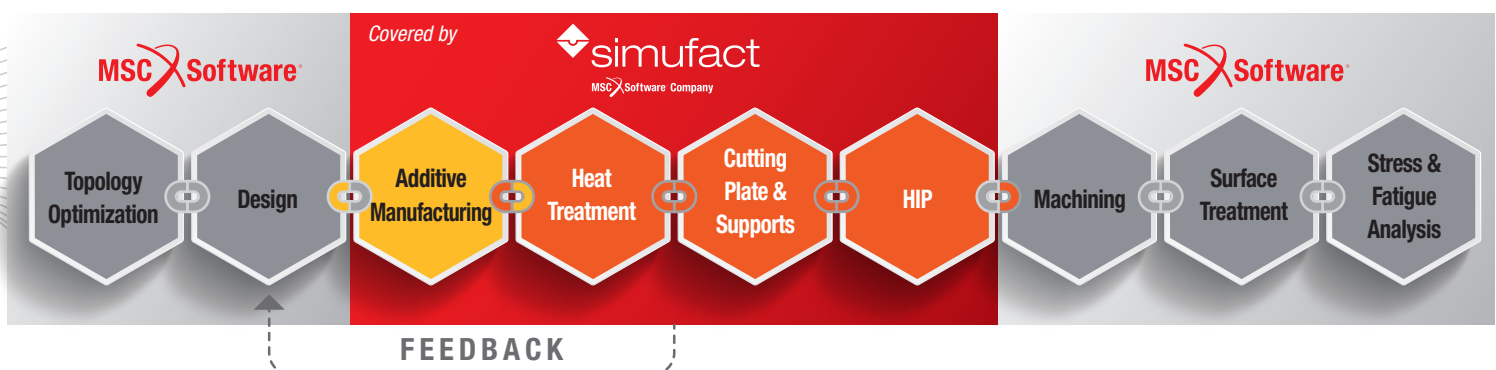 MSC Software®
Covered by
simufact
MSC Software Company
MSC Software®
Topology
Optimization
Design
Additive
Manufacturing
Heat
Treatment
Cutting
Plate &
Supports
HIP
Machining
Surface
Treatment
Stress &
Fatigue
Analysis
FEEDBACK